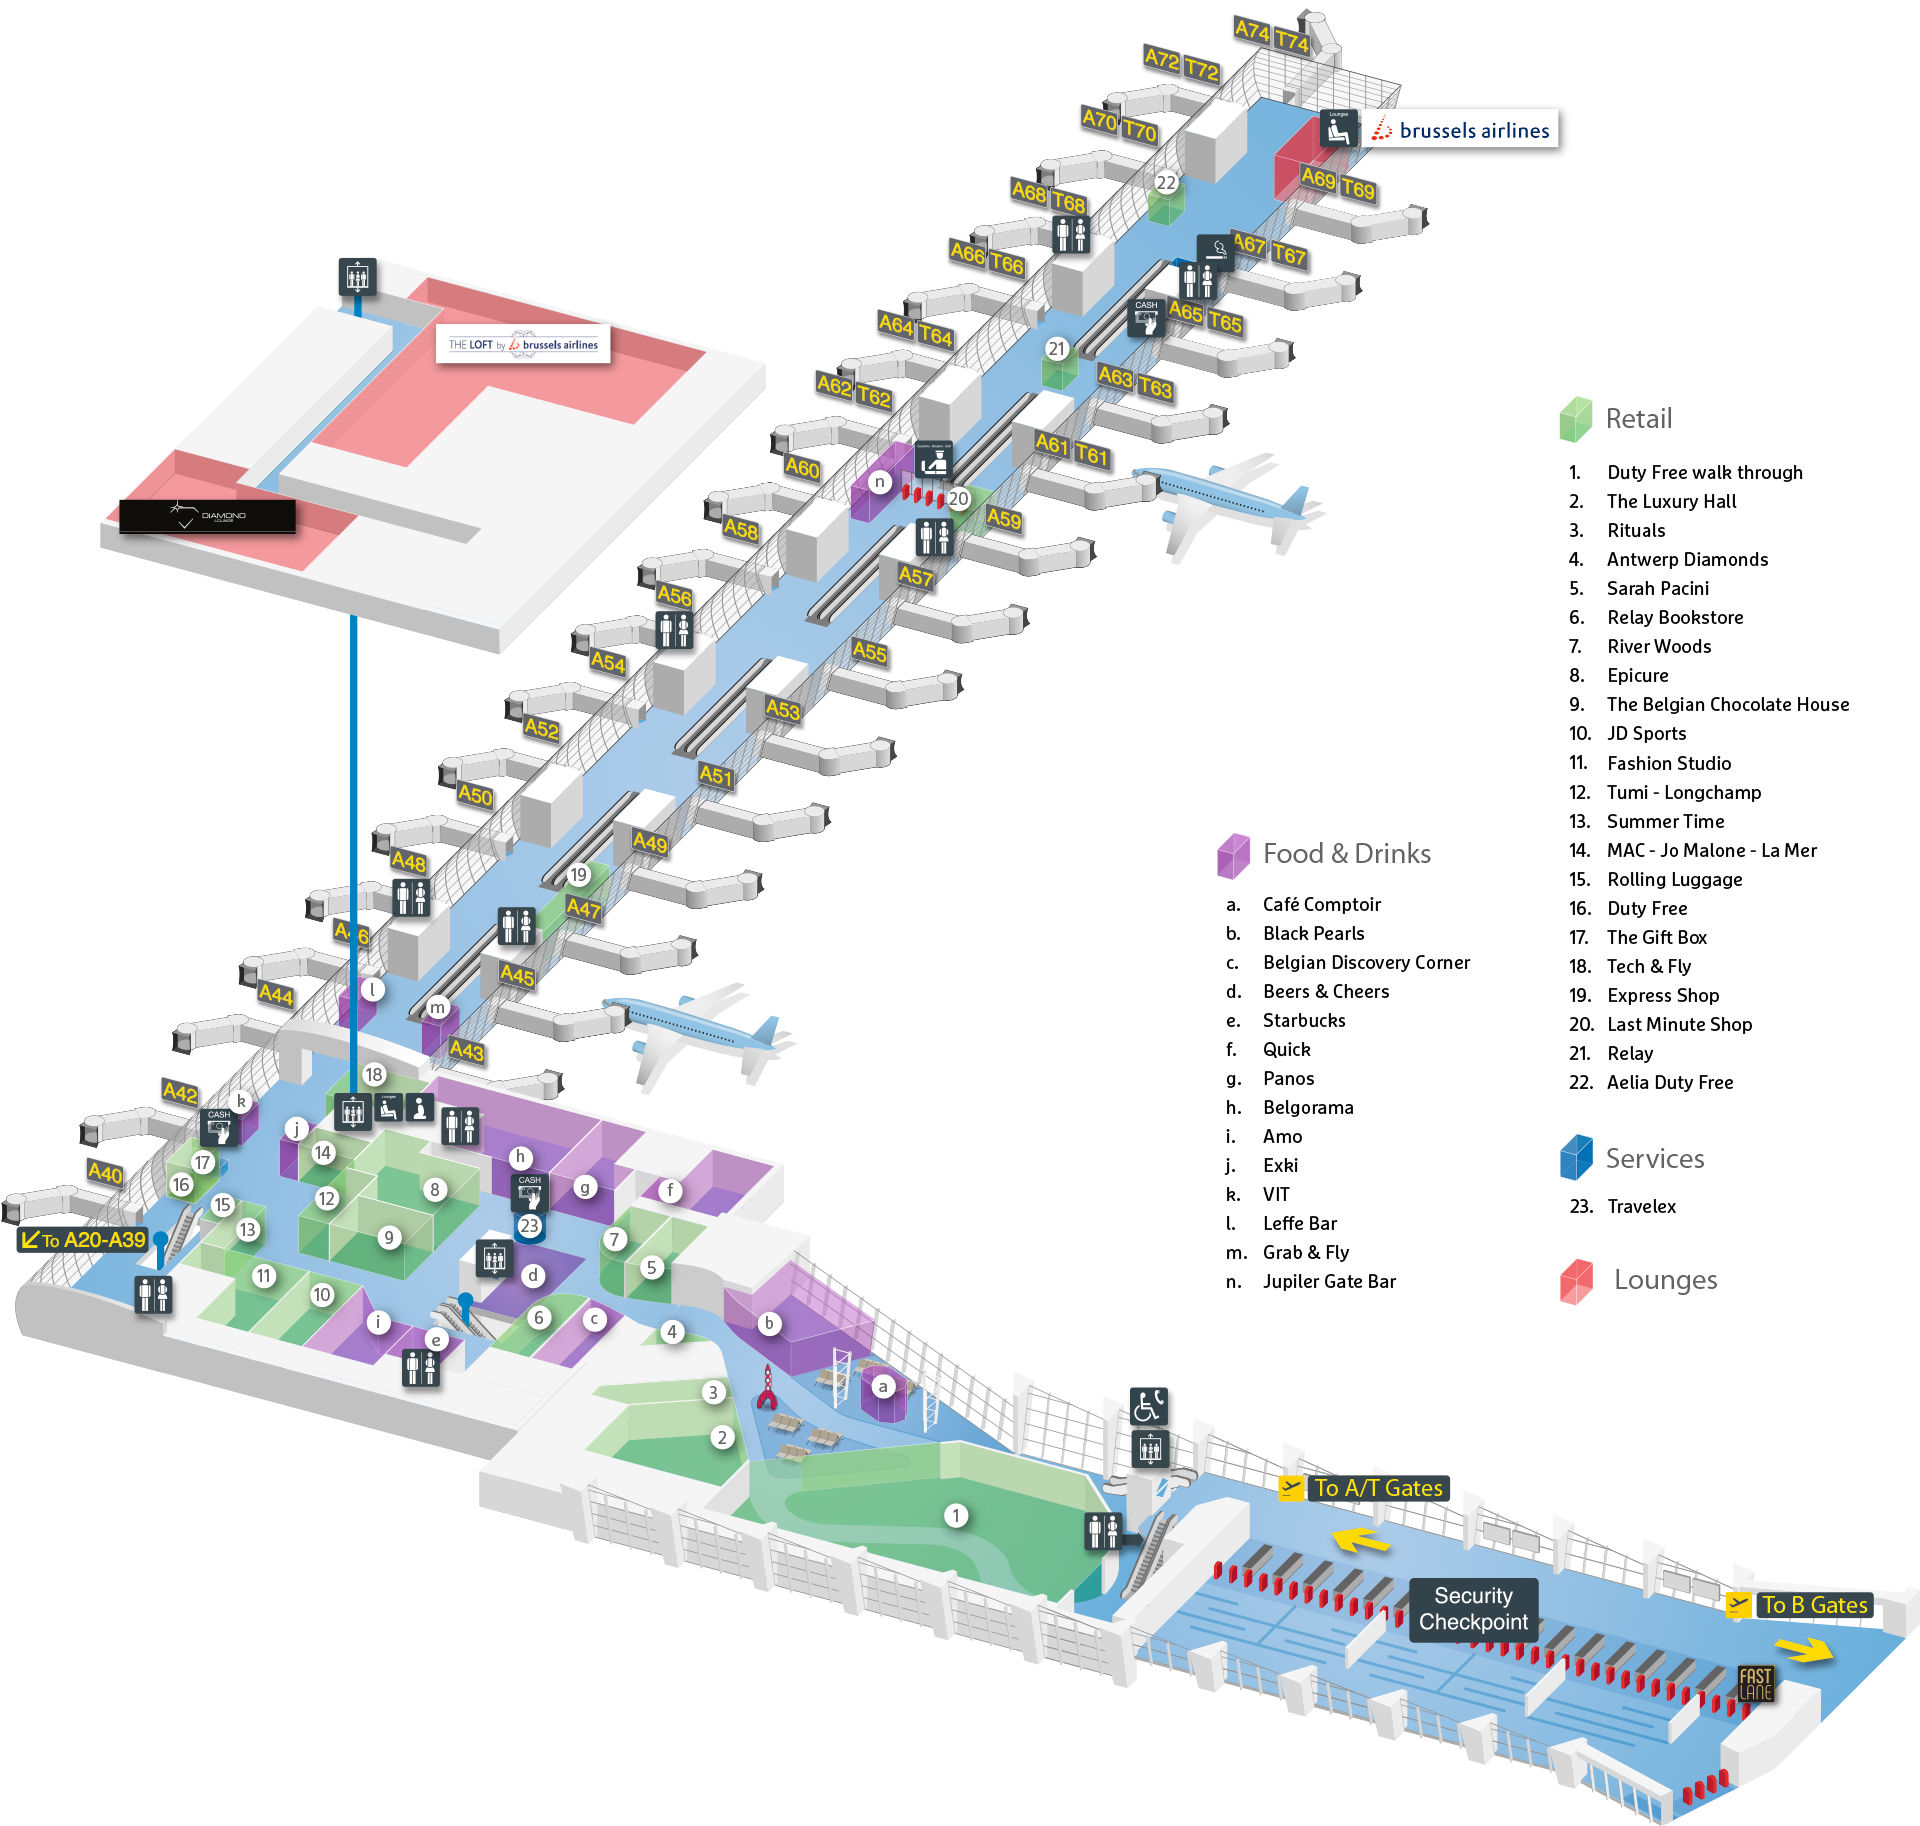 A74 T74
A72 T72
A70 T70
Lounges
brussels airlines
A69 T69
22
A68 T68
A67 T67
A66 T66
CASH
A65 T65
A64 T64
21
A63 T63
A62 T62
THE LOFT by brussels airlines
A61 T61
A60
n
20
DIAMOND
LOUNGE
A59
A58
A57
A56
A55
A54
A53
A52
A51
A50
A49
A48
19
A47
A46
A45
A44
l
m
A43
18
A42
k
CASH
Lounges
j
14
h
17
16
12
8
g
f
A40
CASH
15
13
9
23
7
To A20-A39
5
d
11
10
6
c
i
e
4
b
3
a
2
1
To A/T Gates
Security
Checkpoint
To B Gates
FAST
LANE
Retail
1. Duty Free walk through
2. The Luxury Hall
3. Rituals
4. Antwerp Diamonds
5. Sarah Pacini
6. Relay Bookstore
7. River Woods
8. Epicure
9. The Belgian Chocolate House
10. JD Sports
11. Fashion Studio
12. Tumi - Longchamp
13. Summer Time
14. MAC - Jo Malone - La Mer
15. Rolling Luggage
16. Duty Free
17. The Gift Box
18. Tech & Fly
19. Express Shop
20. Last Minute Shop
21. Relay
22. Aelia Duty Free
Food & Drinks
a. Café Comptoir
b. Black Pearls
c. Belgian Discovery Corner
d. Beers & Cheers
e. Starbucks
f. Quick
g. Panos
h. Belgorama
i. Amo
j. Exki
k. VIT
l. Leffe Bar
m. Grab & Fly
n. Jupiler Gate Bar
Services
23. Travelex
Lounges